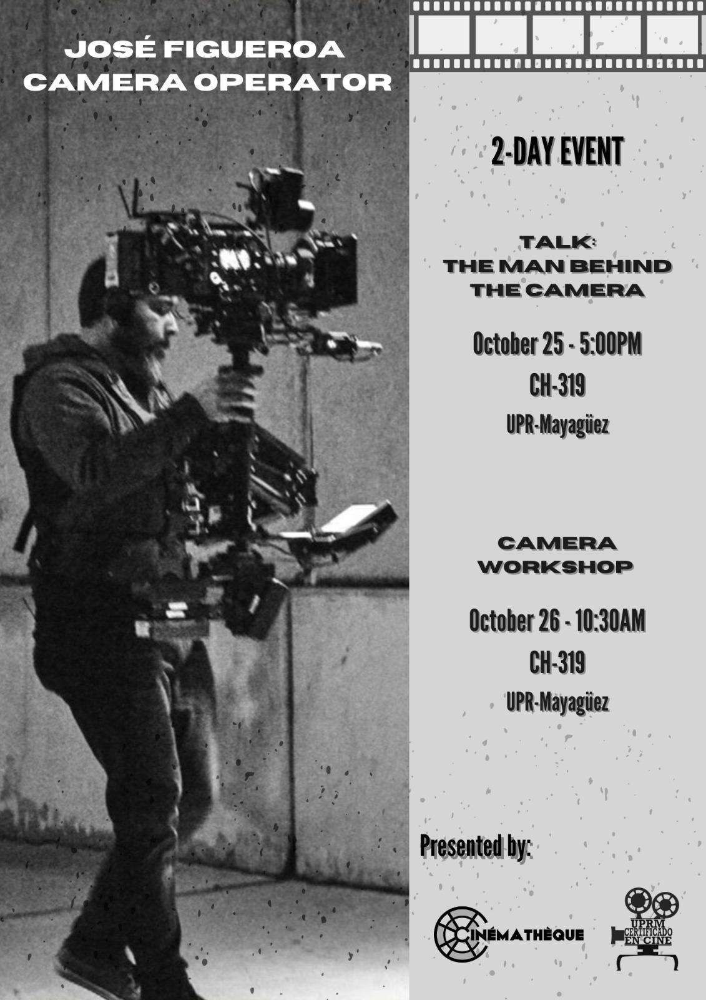 JOSÉ FIGUEROA
CAMERA OPERATOR
2-DAY EVENT
TALK:
THE MAN BEHIND
THE CAMERA
October 25 - 5:00PM
CH-319
UPR-Mayagüez
CAMERA
WORKSHOP
October 26 - 10:30AM
CH-319
UPR-Mayagüez
Presented by:
CINÉMATHÈQUE
UPRM
CERTIFICADO
EN CINE